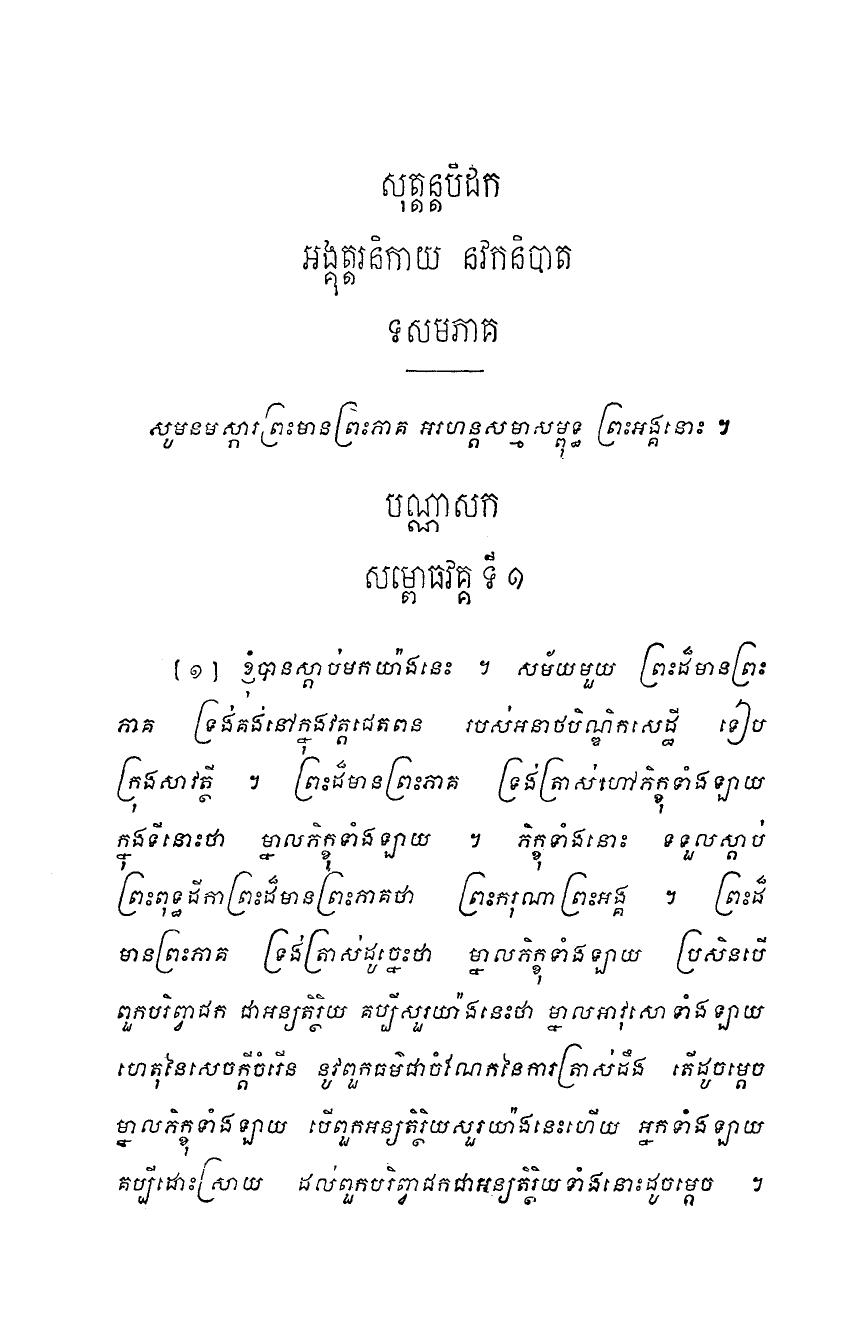 សុត្តន្តបិដក
អង្គុត្តរនិកាយ នវកនិបាត
ទសមភាគ
សូមនមស្ការព្រះមានព្រះភាគ អរហន្តសម្មាសម្ពុទ្ធ ព្រះអង្គនោះ ។
បណ្ណាសក
សម្ពោធវគ្គ ទី ១
[១] ខ្ញុំបានស្តាប់មកយ៉ាងនេះ ។ សម័យមួយ ព្រះដ៏មានព្រះ
ភាគ ទ្រង់គង់នៅក្នុងវត្តជេតពន របស់អនាថបិណ្ឌិកសេដ្ឋី ទៀប
ក្រុងសាវត្ថី ។ ព្រះដ៏មានព្រះភាគ ទ្រង់ត្រាស់ហៅភិក្ខុទាំងឡាយ
ក្នុងទីនោះថា ម្នាលភិក្ខុទាំងឡាយ ។ ភិក្ខុទាំងនោះ ទទួលស្តាប់
ព្រះពុទ្ធដីកាព្រះដ៏មានព្រះភាគថា ព្រះករុណាព្រះអង្គ ។ ព្រះដ៏
មានព្រះភាគ ទ្រង់ត្រាស់ដូច្នេះថា ម្នាលភិក្ខុទាំងឡាយ ប្រសិនបើ
ពួកបរិព្វាជក ជាអន្យតិរ្ថិយ គប្បីសួរយ៉ាងនេះថា ម្នាលអាវុសោទាំងឡាយ
ហេតុនៃសេចក្តីចំរើន នូវពួកធម៌ជាចំណែកនៃការត្រាស់ដឹង តើដូចម្តេច
ម្នាលភិក្ខុទាំងឡាយ បើពួកអន្យតិរ្ថិយសួរយ៉ាងនេះហើយ អ្នកទាំងឡាយ
គប្បីដោះស្រាយ ដល់ពួកបរិព្វាជកជាអន្យតិរ្ថិយទាំងនោះដូចម្តេច ។